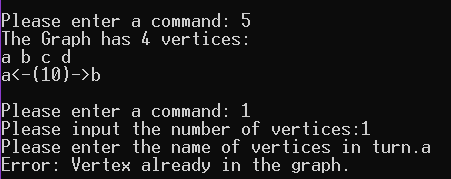 Please enter a command: 5
The Graph has 4 vertices:
a b c d
a<-(10)->b
Please enter a command: 1
Please input the number of vertices:1
Please enter the name of vertices in turn.a
Error: Vertex already in the graph.